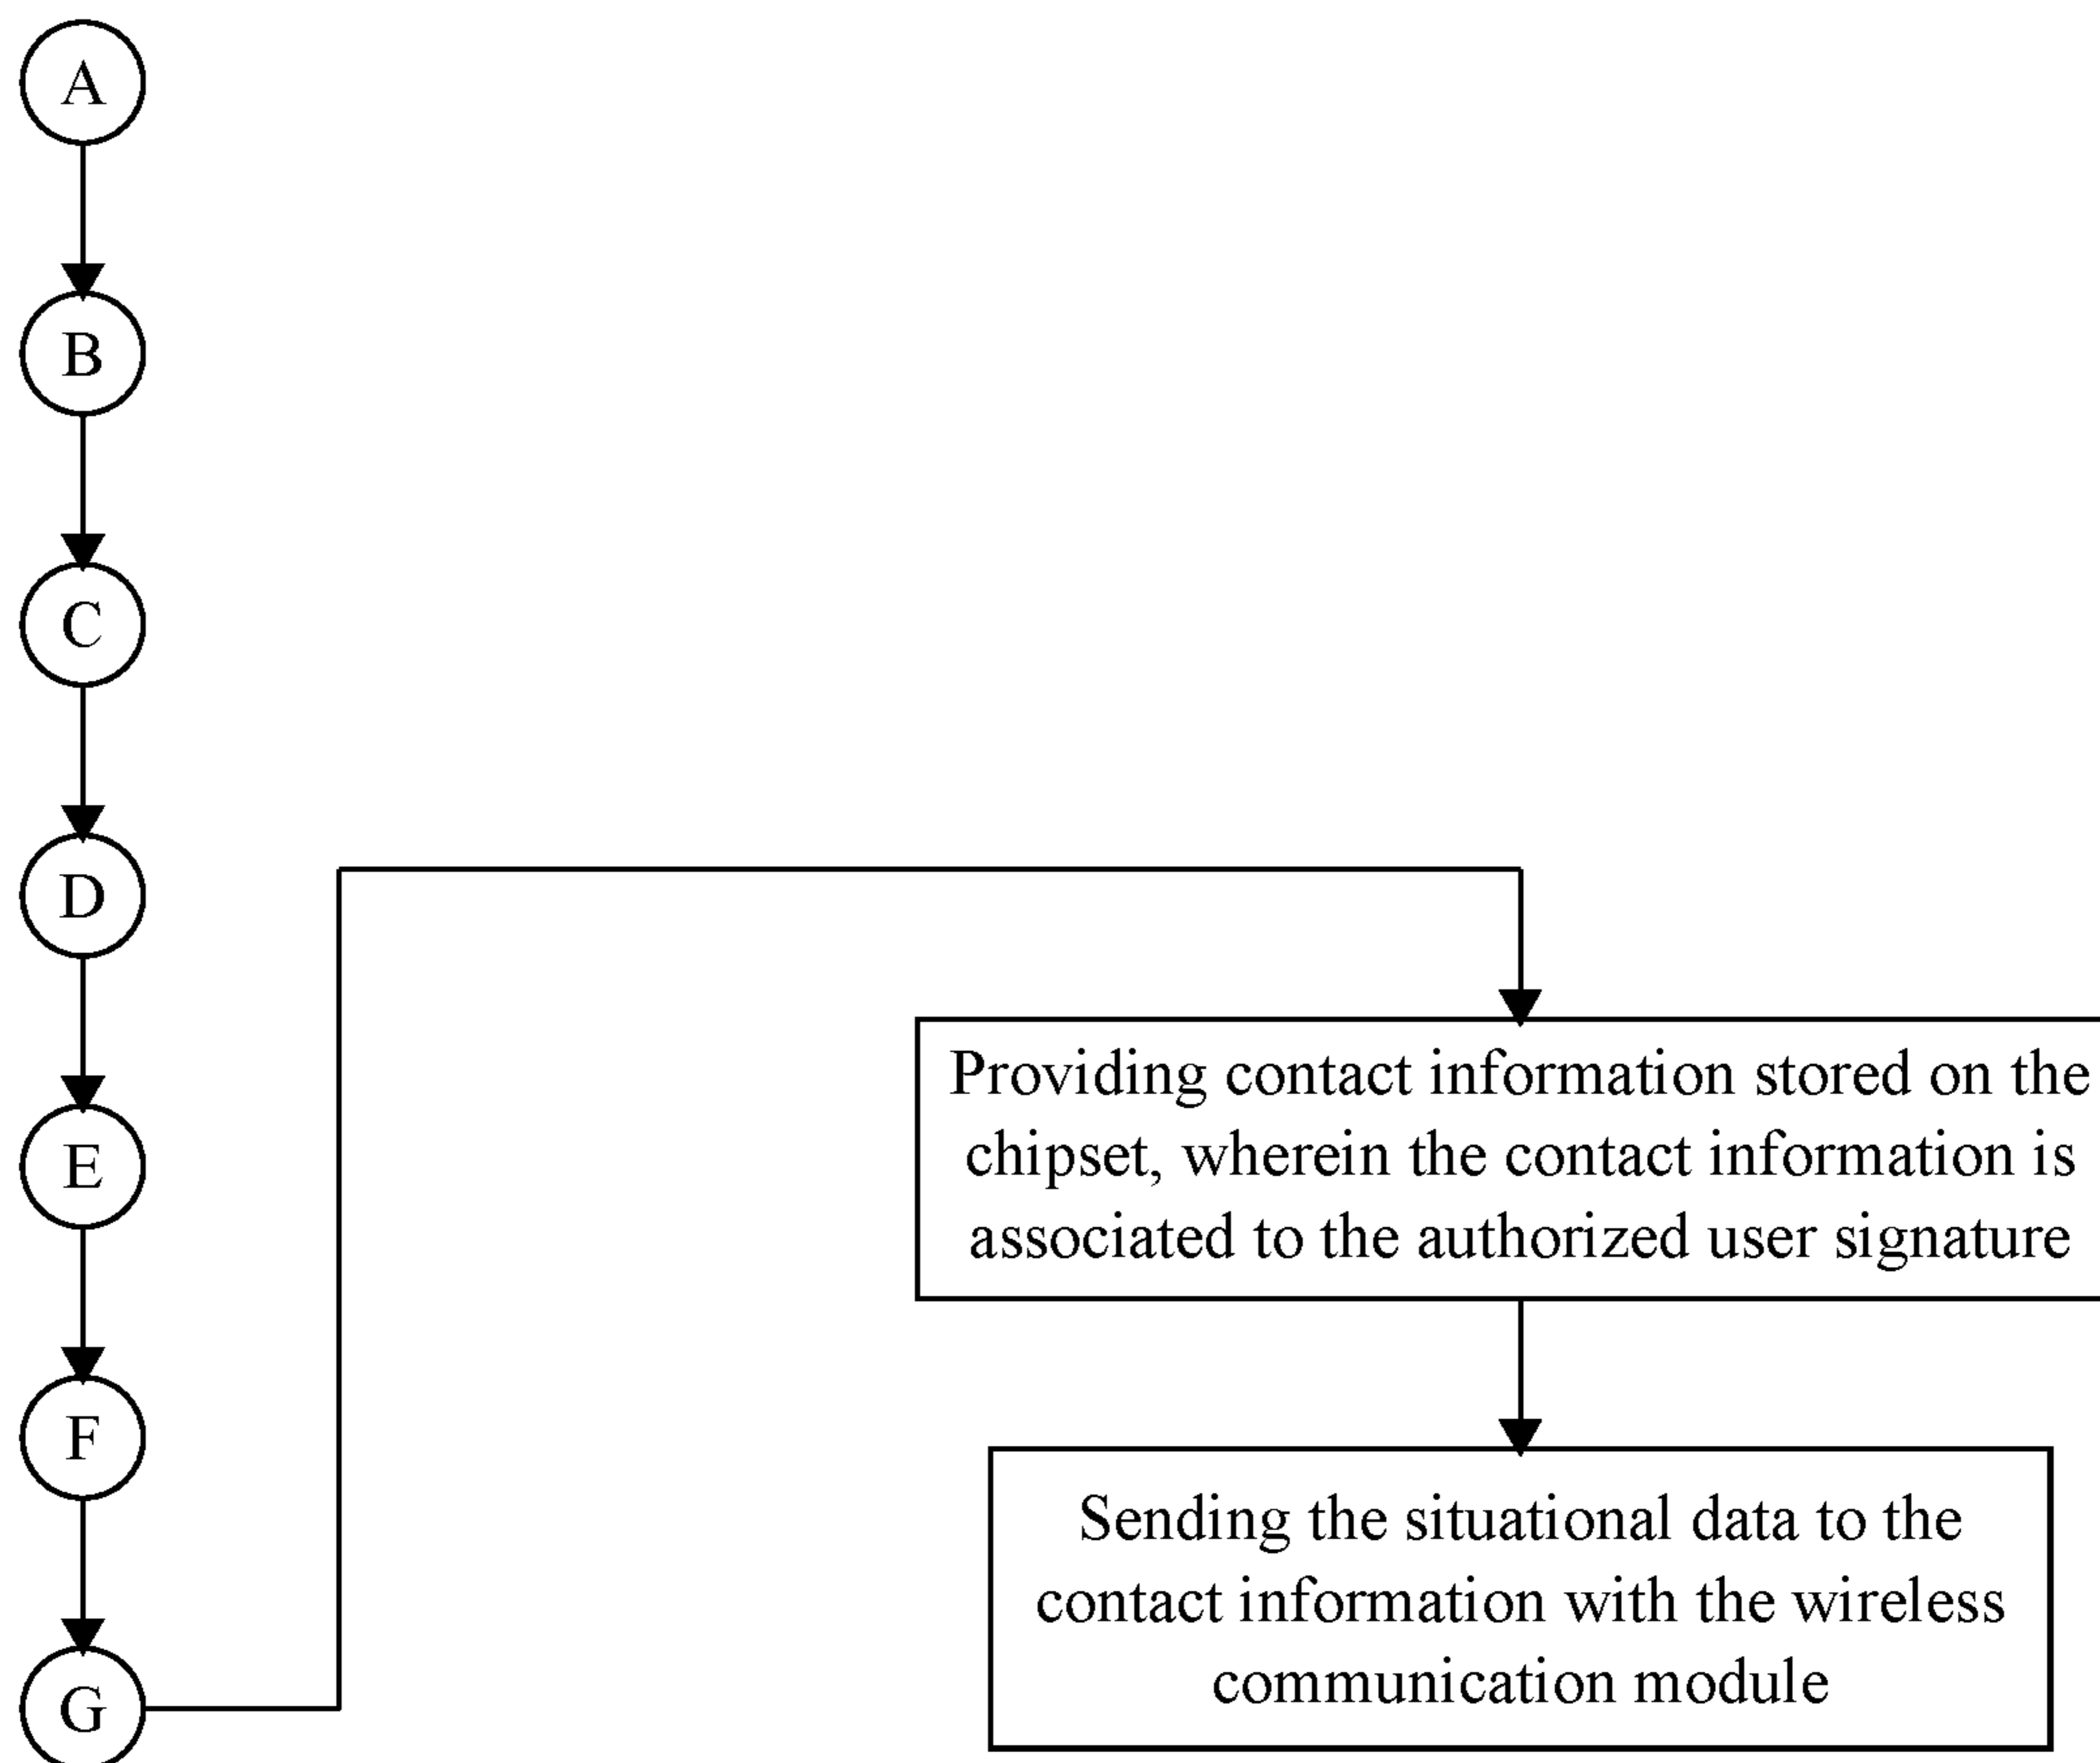 A
B
C
D
E
F
G
Providing contact information stored on the
chipset, wherein the contact information is
associated to the authorized user signature
Sending the situational data to the
contact information with the wireless
communication module